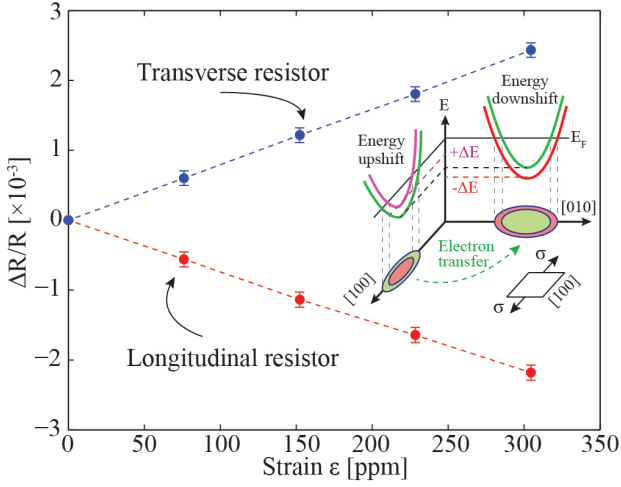 3
2
1
0
−1
−2
−3
ΔR/R [×10⁻³]
0
50
100
150
200
250
300
350
Strain ε [ppm]
Transverse resistor
Longitudinal resistor
Energy
upshift
E
Energy
downshift
E_F
+ΔE
-ΔE
[010]
[100]
Electron
transfer
σ
σ
[100]